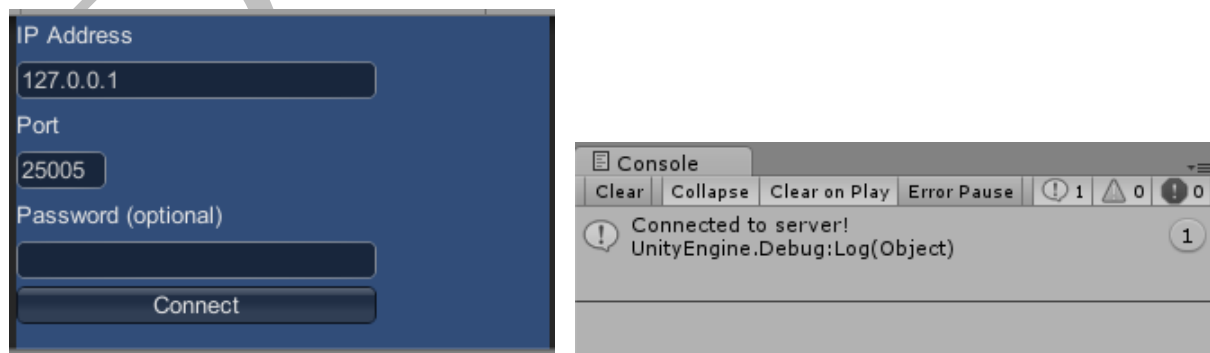 IP Address
127.0.0.1
Port
25005
Password (optional)
Connect
Console
Clear Collapse Clear on Play Error Pause 1 0 0
Connected to server!
UnityEngine.Debug:Log(Object)
1